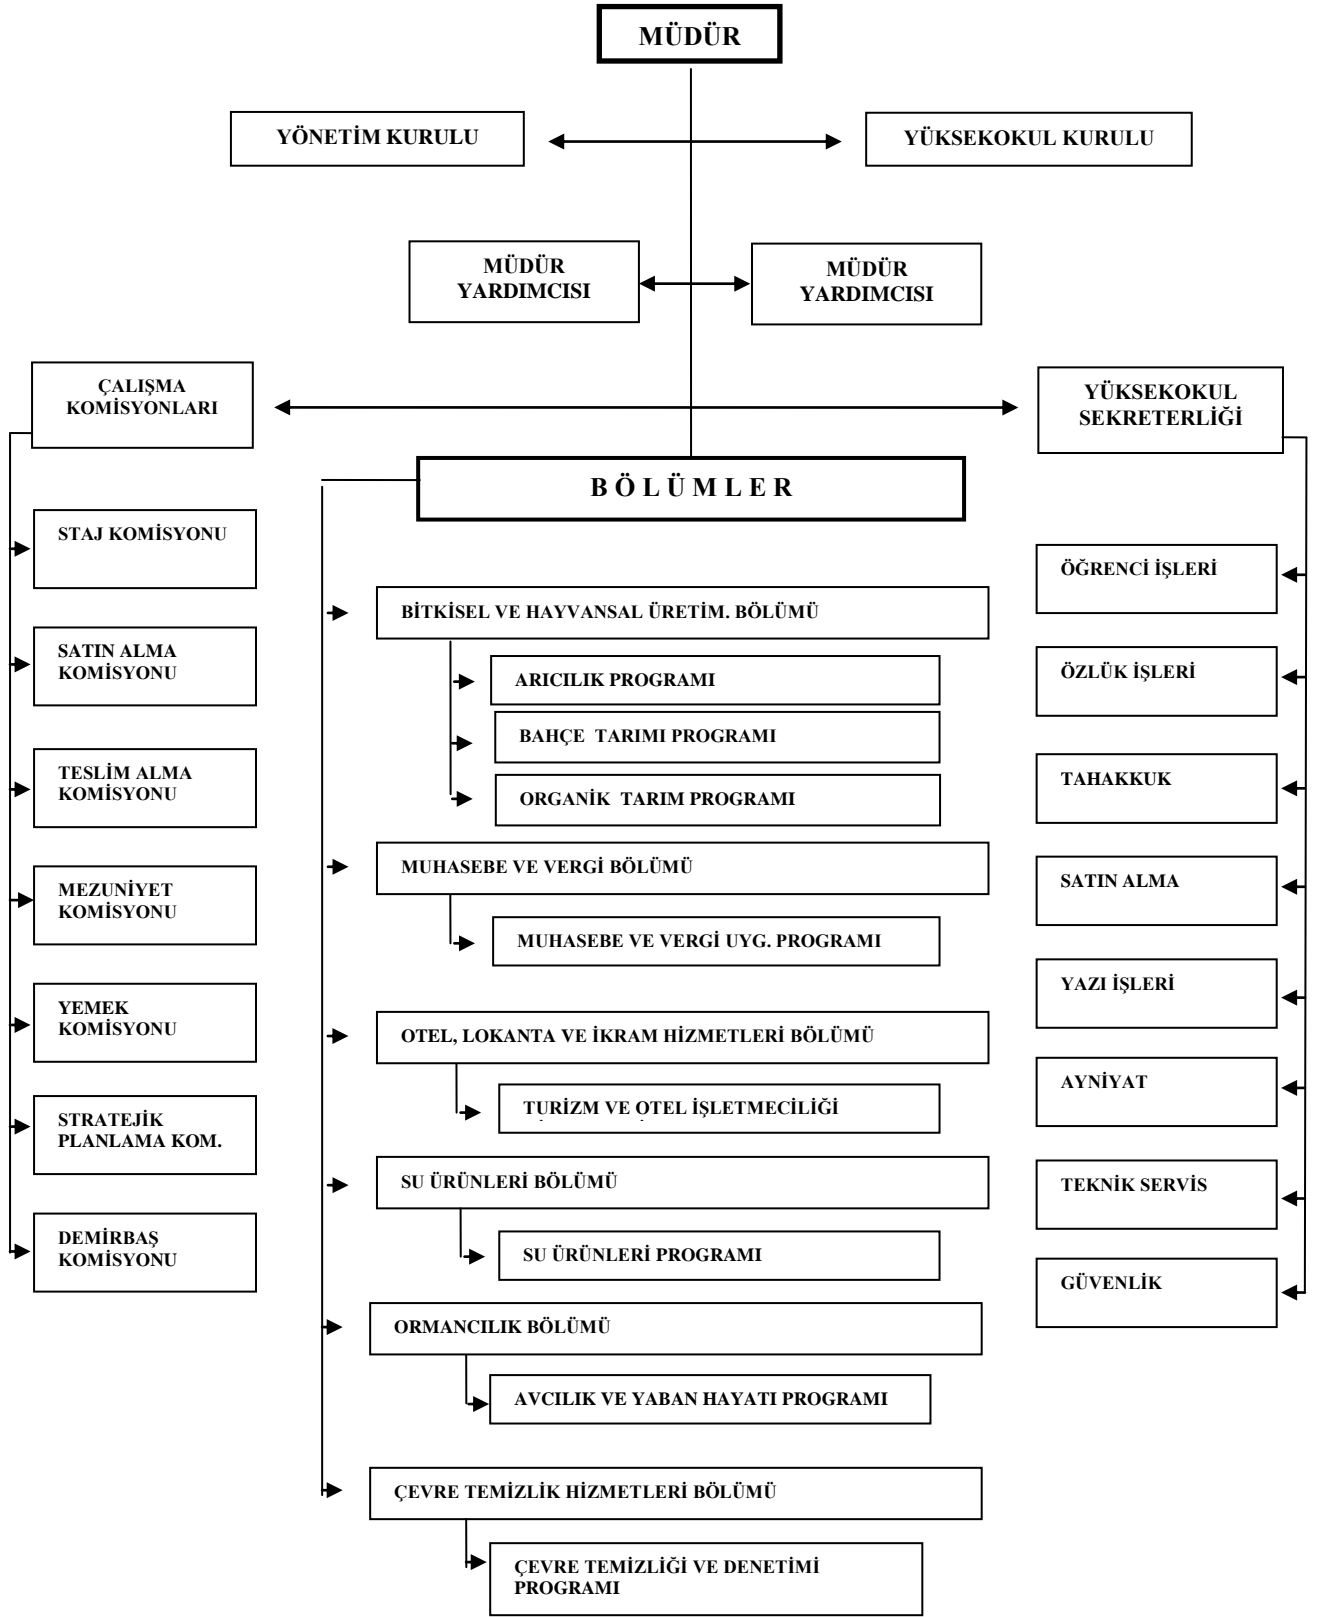 MÜDÜR
YÖNETİM KURULU
YÜKSEKOKUL KURULU
MÜDÜR
YARDIMCISI
MÜDÜR
YARDIMCISI
ÇALIŞMA
KOMİSYONLARI
YÜKSEKOKUL
SEKRETERLİĞİ
B Ö L Ü M L E R
STAJ KOMİSYONU
SATIN ALMA
KOMİSYONU
TESLİM ALMA
KOMİSYONU
MEZUNİYET
KOMİSYONU
YEMEK
KOMİSYONU
STRATEJİK
PLANLAMA KOM.
DEMİRBAŞ
KOMİSYONU
BİTKİSEL VE HAYVANSAL ÜRETİM. BÖLÜMÜ
ARICILIK PROGRAMI
BAHÇE  TARIMI PROGRAMI
ORGANİK  TARIM PROGRAMI
MUHASEBE VE VERGİ BÖLÜMÜ
MUHASEBE VE VERGİ UYG. PROGRAMI
OTEL, LOKANTA VE İKRAM HİZMETLERİ BÖLÜMÜ
TURİZM VE OTEL İŞLETMECİLİĞİ
SU ÜRÜNLERİ BÖLÜMÜ
SU ÜRÜNLERİ PROGRAMI
ORMANCILIK BÖLÜMÜ
AVCILIK VE YABAN HAYATI PROGRAMI
ÇEVRE TEMİZLİK HİZMETLERİ BÖLÜMÜ
ÇEVRE TEMİZLİĞİ VE DENETİMİ
PROGRAMI
ÖĞRENCİ İŞLERİ
ÖZLÜK İŞLERİ
TAHAKKUK
SATIN ALMA
YAZI İŞLERİ
AYNİYAT
TEKNİK SERVİS
GÜVENLİK